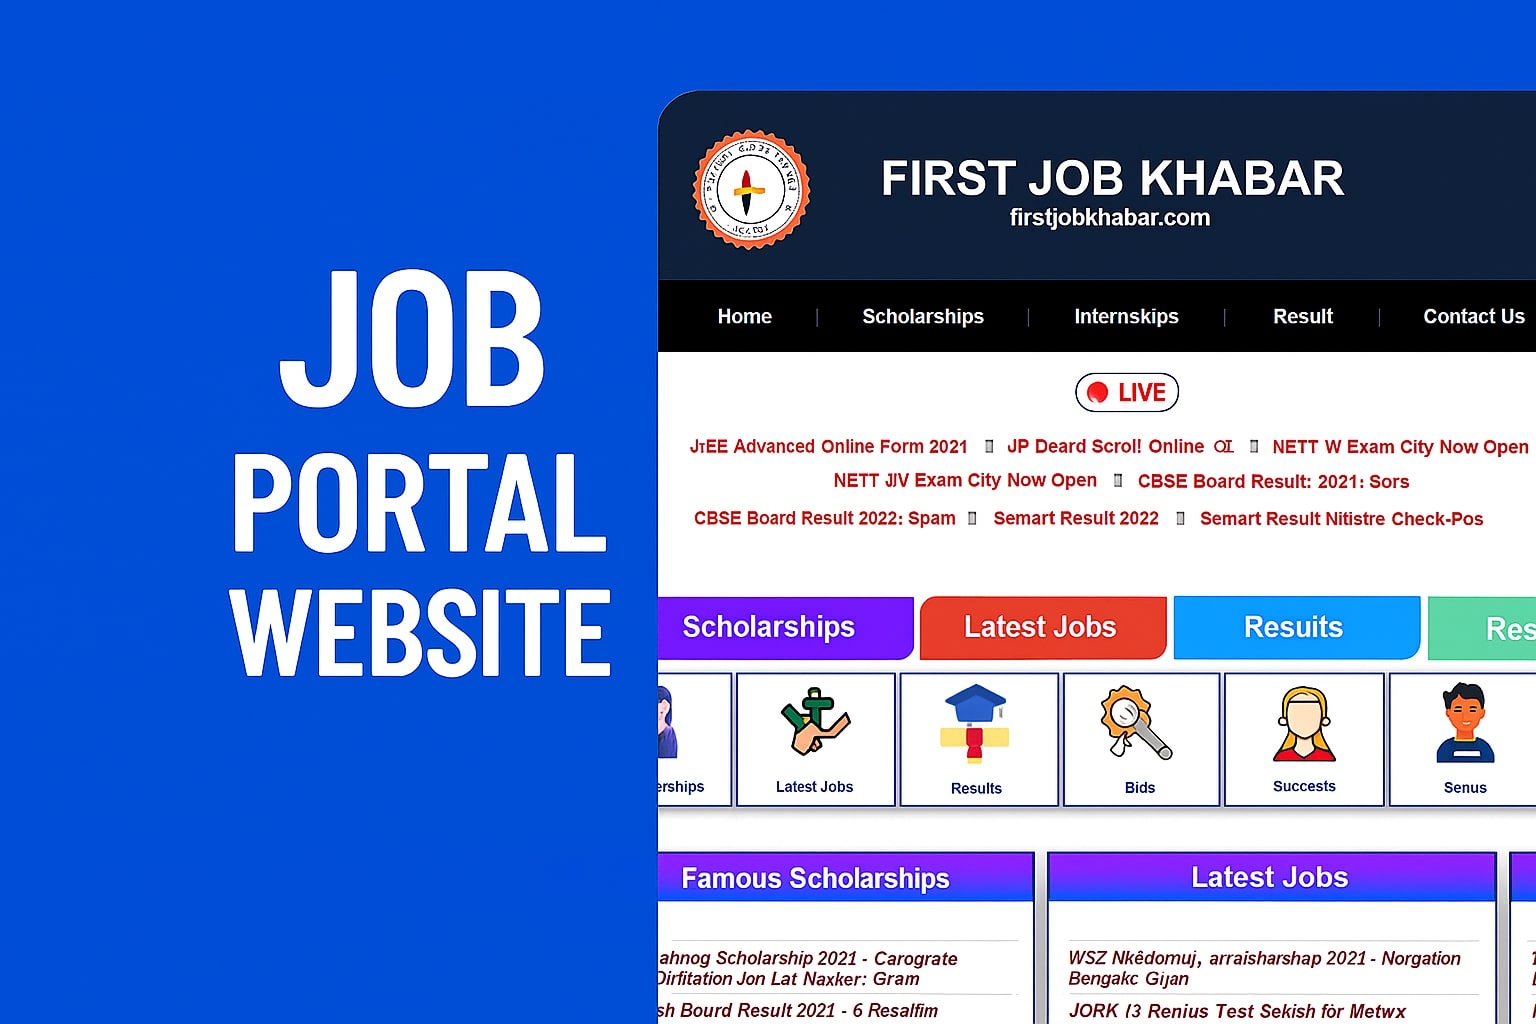 JOB
PORTAL
WEBSITE
FIRST JOB KHABAR
firstjobkhabar.com
Home | Scholarships | Internskips | Result | Contact Us
LIVE
JтEE Advanced Online Form 2021 JP Deard Scrol! Online NETT W Exam City Now Open
NETT JIV Exam City Now Open CBSE Board Result: 2021: Sors
CBSE Board Result 2022: Spam Semart Result 2022 Semart Result Nitistre Check-Pos
Scholarships Latest Jobs Resuits Res
erships Latest Jobs Results Bids Succests Senus
Famous Scholarships Latest Jobs
ahnog Scholarship 2021 - Carograte
Dirfitation Jon Lat Naxker: Gram
sh Bourd Result 2021 - 6 Resalfim
WSZ Nkêdomuj, arraisharshap 2021 - Norgation
Bengakc Gijan
JORK (3 Renius Test Sekish för Metwx